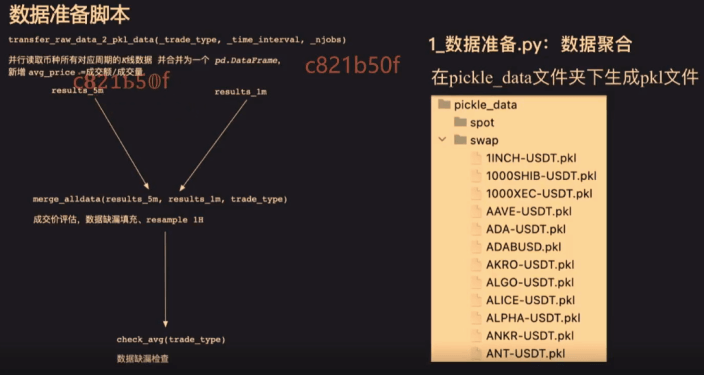 数据准备脚本
transfer_raw_data_2_pkl_data(_trade_type, _time_interval, _njobs)
并行读取币种所有对应周期的K线数据 并合并为一个 pd.DataFrame,
新增 avg_price =成交额/成交量
c821b50f
c821b50f
results_5m
results_1m
merge_alldata(results_5m, results_1m, trade_type)
成交价评估，数据缺漏填充、resample 1H
check_avg(trade_type)
数据缺漏检查
1_数据准备.py：数据聚合
在pickle_data文件夹下生成pkl文件
pickle_data
spot
swap
1INCH-USDT.pkl
1000SHIB-USDT.pkl
1000XEC-USDT.pkl
AAVE-USDT.pkl
ADA-USDT.pkl
ADABUSD.pkl
AKRO-USDT.pkl
ALGO-USDT.pkl
ALICE-USDT.pkl
ALPHA-USDT.pkl
ANKR-USDT.pkl
ANT-USDT.pkl